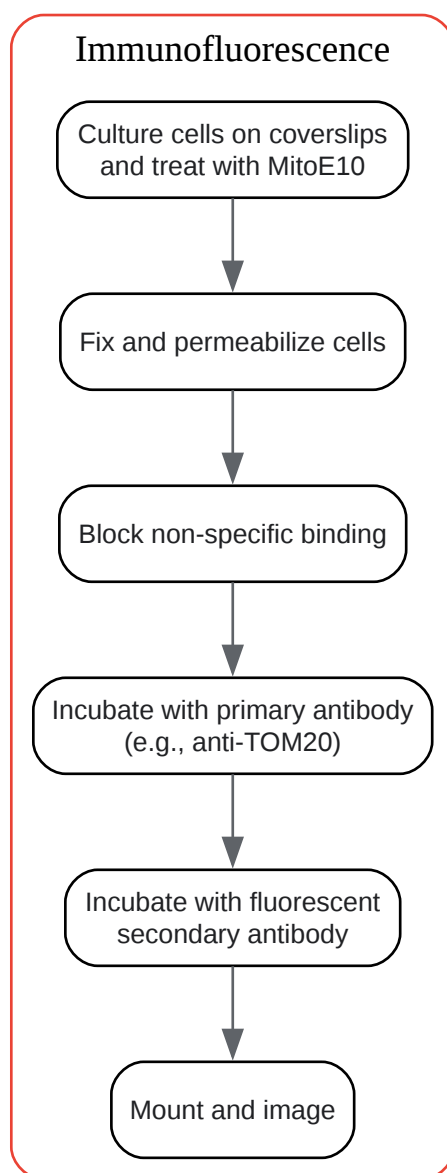 Immunofluorescence
Culture cells on coverslips
and treat with MitoE10
Fix and permeabilize cells
Block non-specific binding
Incubate with primary antibody
(e.g., anti-TOM20)
Incubate with fluorescent
secondary antibody
Mount and image